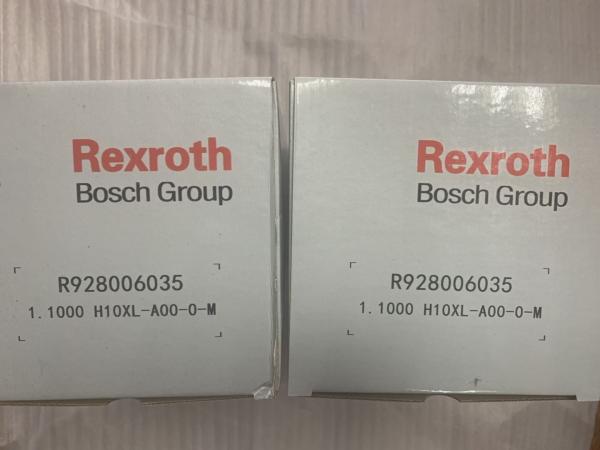 Rexroth
Bosch Group
R928006035
1.1000 H10XL-A00-0-M
Rexroth
Bosch Group
R928006035
1.1000 H10XL-A00-0-M